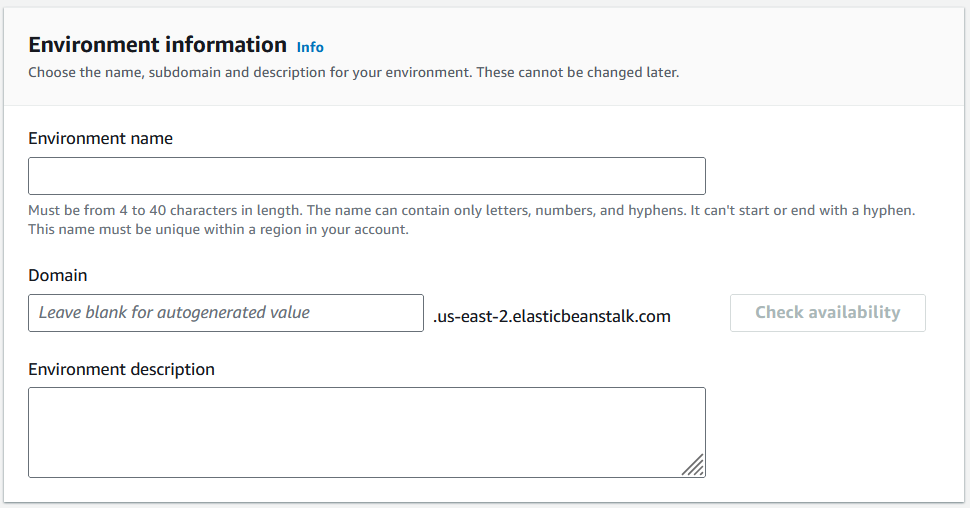 Environment information Info
Choose the name, subdomain and description for your environment. These cannot be changed later.
Environment name
Must be from 4 to 40 characters in length. The name can contain only letters, numbers, and hyphens. It can't start or end with a hyphen.
This name must be unique within a region in your account.
Domain
Leave blank for autogenerated value .us-east-2.elasticbeanstalk.com Check availability
Environment description